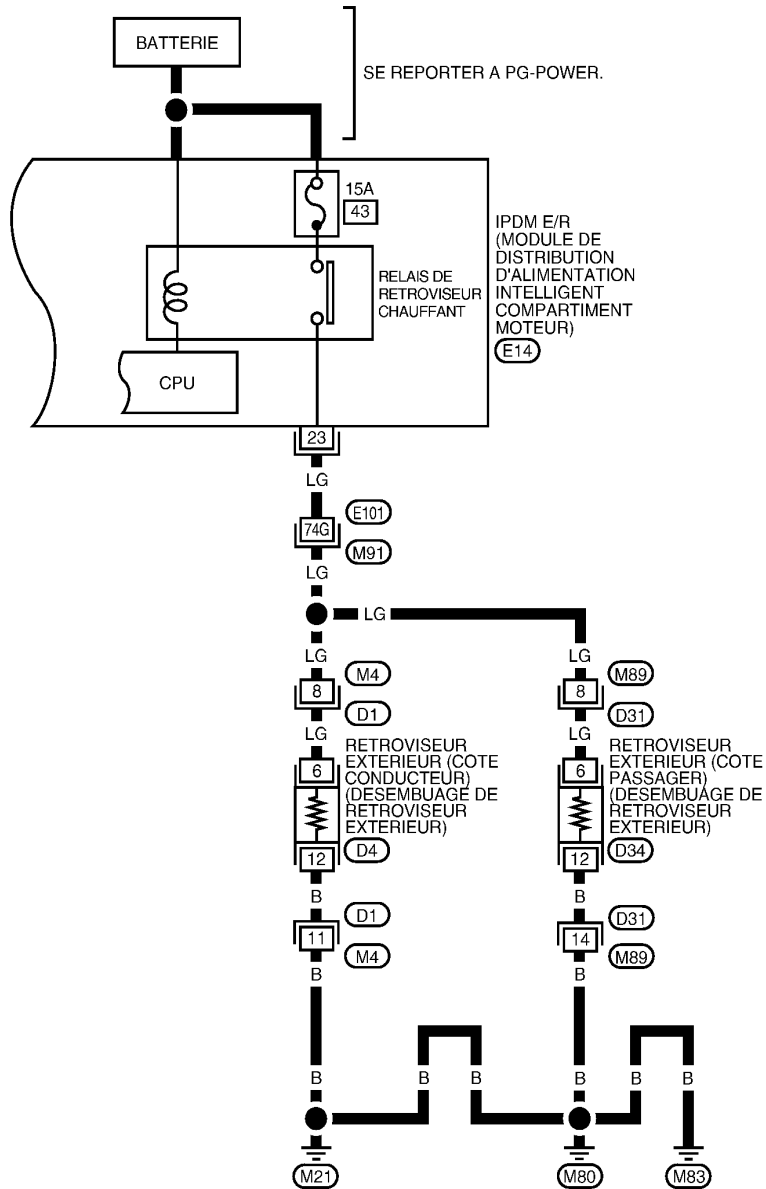 BATTERIE
SE REPORTER A PG-POWER.
15A
43
IPDM E/R
(MODULE DE
DISTRIBUTION
D'ALIMENTATION
INTELLIGENT
COMPARTIMENT
MOTEUR)
E14
RELAIS DE
RETROVISEUR
CHAUFFANT
CPU
23
LG
74G
E101
M91
LG
LG
LG
LG
8
M4
D1
8
M89
D31
LG
LG
RETROVISEUR
EXTERIEUR (COTE
CONDUCTEUR)
(DESEMBUAGE DE
RETROVISEUR
EXTERIEUR)
6
12
D4
RETROVISEUR
EXTERIEUR (COTE
PASSAGER)
(DESEMBUAGE DE
RETROVISEUR
EXTERIEUR)
6
12
D34
B
B
11
D1
M4
14
D31
M89
B
B
B
B
B
B
B
B
M21
M80
M83